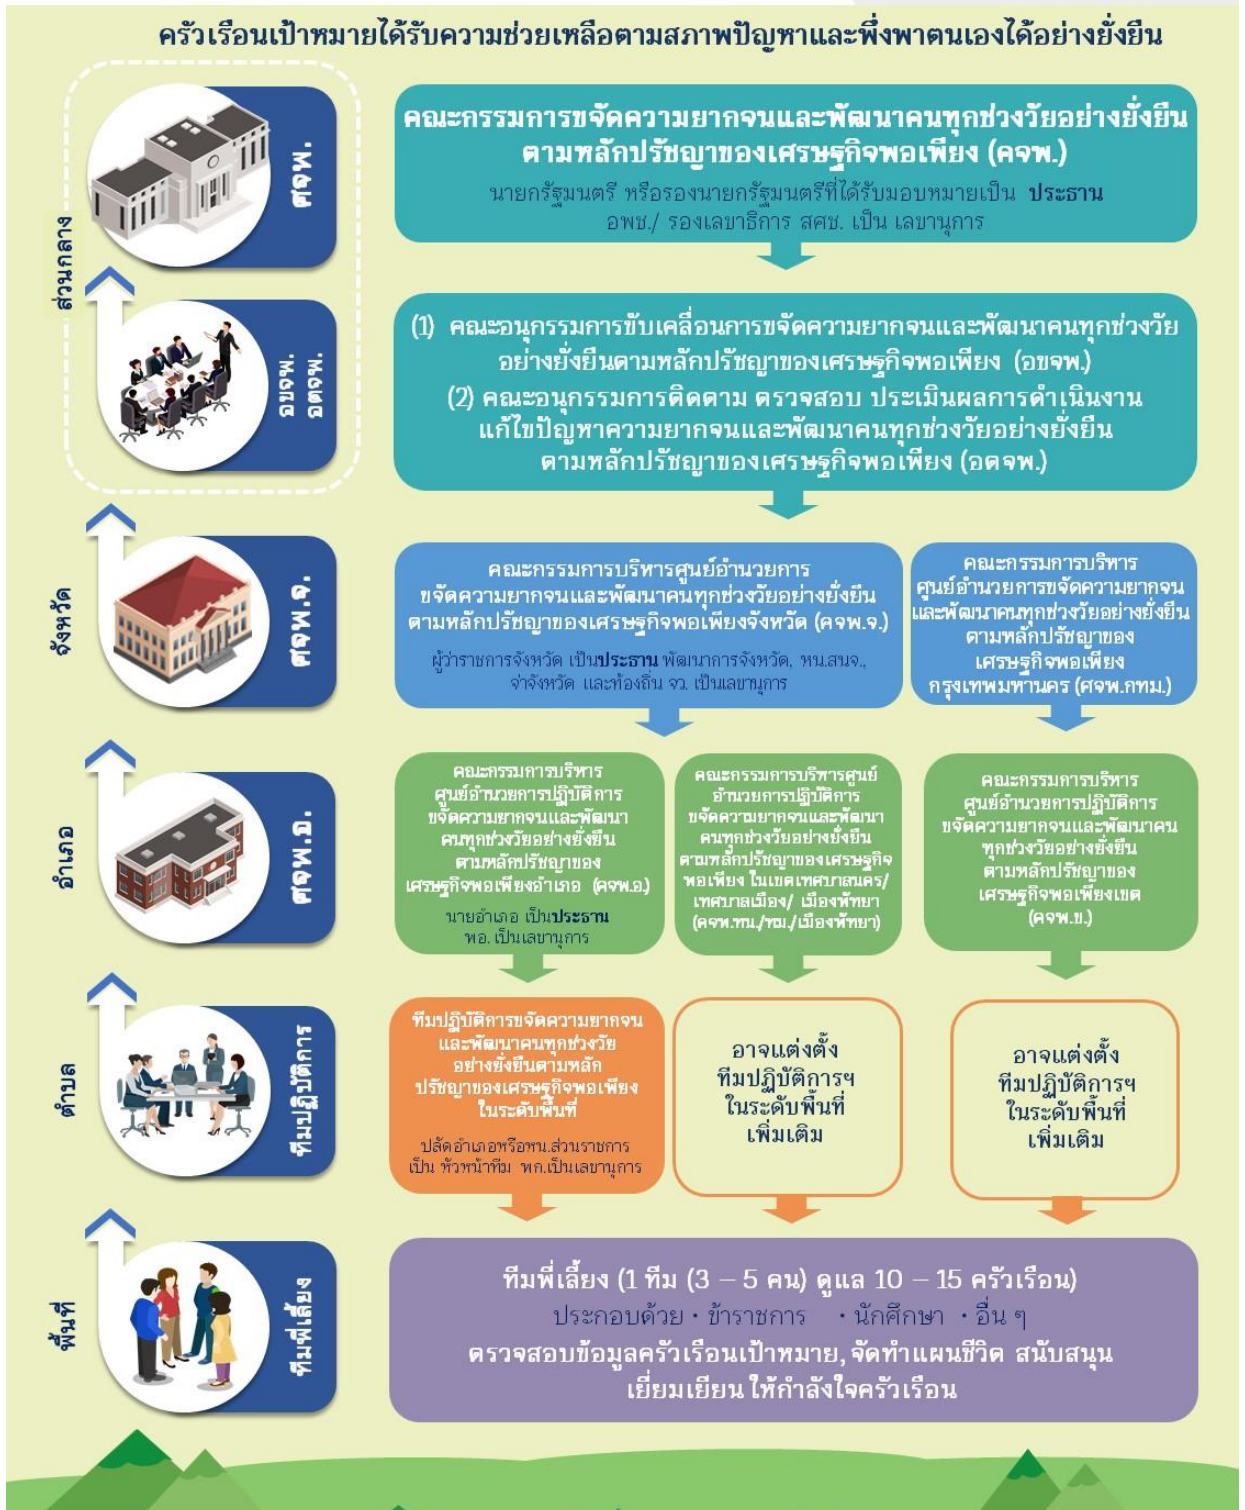 ครัวเรือนเป้าหมายได้รับความช่วยเหลือตามสภาพปัญหาและพึ่งพาตนเองได้อย่างยั่งยืน
ส่วนกลาง
ศจพ.
คณะกรรมการขจัดความยากจนและพัฒนาคนทุกช่วงวัยอย่างยั่งยืน
ตามหลักปรัชญาของเศรษฐกิจพอเพียง (คจพ.)
นายกรัฐมนตรี หรือรองนายกรัฐมนตรีที่ได้รับมอบหมายเป็น ประธาน
อพช./ รองเลขาธิการ สศช. เป็น เลขานุการ
อขจพ.
อตจพ.
(1) คณะอนุกรรมการขับเคลื่อนการขจัดความยากจนและพัฒนาคนทุกช่วงวัย
อย่างยั่งยืนตามหลักปรัชญาของเศรษฐกิจพอเพียง (อขจพ.)
(2) คณะอนุกรรมการติดตาม ตรวจสอบ ประเมินผลการดำเนินงาน
แก้ไขปัญหาความยากจนและพัฒนาคนทุกช่วงวัยอย่างยั่งยืน
ตามหลักปรัชญาของเศรษฐกิจพอเพียง (อตจพ.)
จังหวัด
ศจพ.จ.
คณะกรรมการบริหารศูนย์อำนวยการ
ขจัดความยากจนและพัฒนาคนทุกช่วงวัยอย่างยั่งยืน
ตามหลักปรัชญาของเศรษฐกิจพอเพียงจังหวัด (คจพ.จ.)
ผู้ว่าราชการจังหวัด เป็นประธาน พัฒนาการจังหวัด, หน.สนจ.,
จ่าจังหวัด และท้องถิ่น จว. เป็นเลขานุการ
คณะกรรมการบริหาร
ศูนย์อำนวยการขจัดความยากจน
และพัฒนาคนทุกช่วงวัยอย่างยั่งยืน
ตามหลักปรัชญาของ
เศรษฐกิจพอเพียง
กรุงเทพมหานคร (ศจพ.กทม.)
อำเภอ
ศจพ.อ.
คณะกรรมการบริหาร
ศูนย์อำนวยการปฏิบัติการ
ขจัดความยากจนและพัฒนา
คนทุกช่วงวัยอย่างยั่งยืน
ตามหลักปรัชญาของ
เศรษฐกิจพอเพียงอำเภอ (คจพ.อ.)
นายอำเภอ เป็นประธาน
พอ. เป็นเลขานุการ
คณะกรรมการบริหารศูนย์
อำนวยการปฏิบัติการ
ขจัดความยากจนและพัฒนา
คนทุกช่วงวัยอย่างยั่งยืน
ตามหลักปรัชญาของเศรษฐกิจ
พอเพียง ในเขตเทศบาลนคร/
เทศบาลเมือง/ เมืองพัทยา
(คจพ.ทน./ทม./เมืองพัทยา)
คณะกรรมการบริหาร
ศูนย์อำนวยการปฏิบัติการ
ขจัดความยากจนและพัฒนาคน
ทุกช่วงวัยอย่างยั่งยืน
ตามหลักปรัชญาของ
เศรษฐกิจพอเพียงเขต
(คจพ.ข.)
ตำบล
ทีมปฏิบัติการ
ทีมปฏิบัติการขจัดความยากจน
และพัฒนาคนทุกช่วงวัย
อย่างยั่งยืนตามหลัก
ปรัชญาของเศรษฐกิจพอเพียง
ในระดับพื้นที่
ปลัดอำเภอหรือหน.ส่วนราชการ
เป็น หัวหน้าทีม พก.เป็นเลขานุการ
อาจแต่งตั้ง
ทีมปฏิบัติการฯ
ในระดับพื้นที่
เพิ่มเติม
อาจแต่งตั้ง
ทีมปฏิบัติการฯ
ในระดับพื้นที่
เพิ่มเติม
พื้นที่
ทีมพี่เลี้ยง
ทีมพี่เลี้ยง (1 ทีม (3 – 5 คน) ดูแล 10 – 15 ครัวเรือน)
ประกอบด้วย · ข้าราชการ · นักศึกษา · อื่น ๆ
ตรวจสอบข้อมูลครัวเรือนเป้าหมาย, จัดทำแผนชีวิต สนับสนุน
เยี่ยมเยียน ให้กำลังใจครัวเรือน